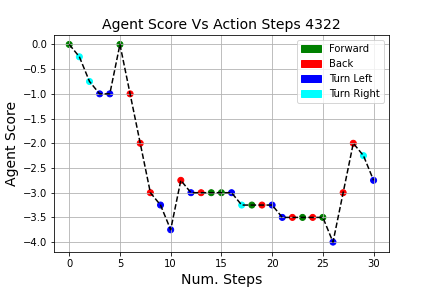 Agent Score Vs Action Steps 4322
Agent Score
0.0
−0.5
−1.0
−1.5
−2.0
−2.5
−3.0
−3.5
−4.0
Forward
Back
Turn Left
Turn Right
0 5 10 15 20 25 30
Num. Steps